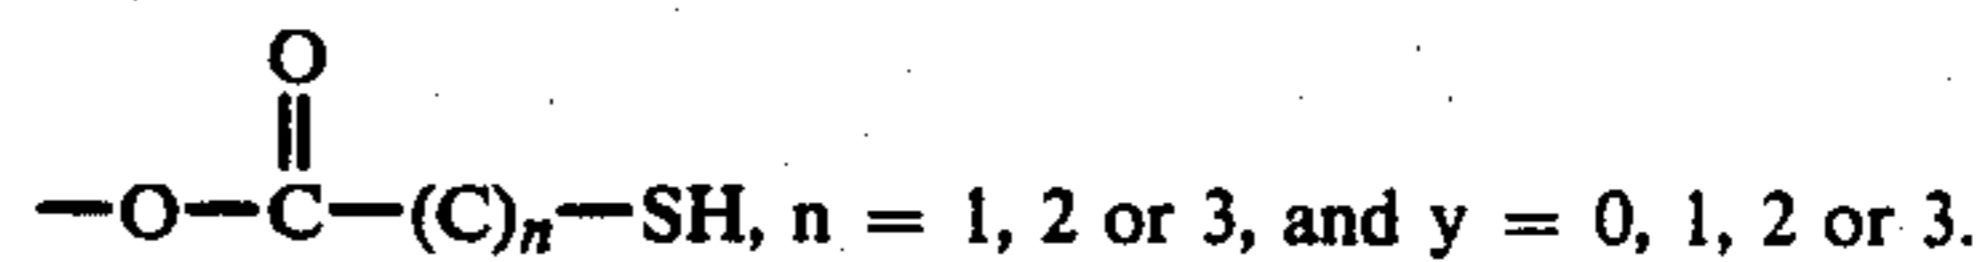 O
—O—C—(C)n—SH, n = 1, 2 or 3, and y = 0, 1, 2 or 3.